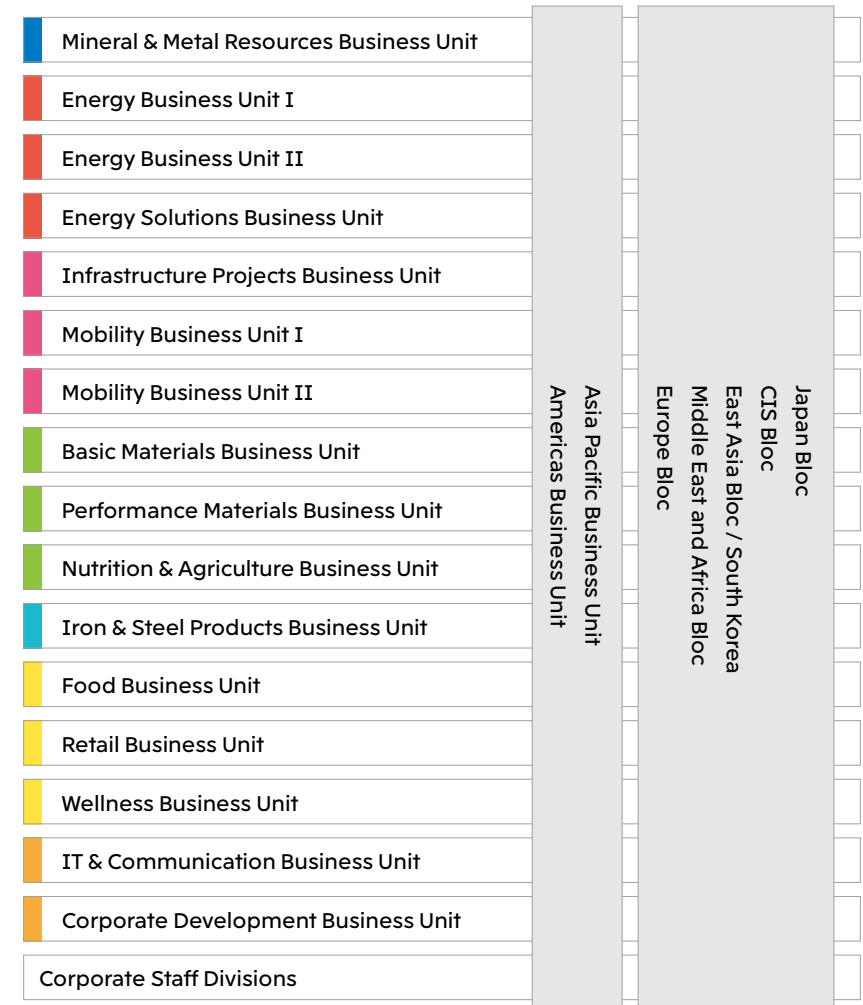 Mineral & Metal Resources Business Unit
Energy Business Unit I
Energy Business Unit II
Energy Solutions Business Unit
Infrastructure Projects Business Unit
Mobility Business Unit I
Mobility Business Unit II
Basic Materials Business Unit
Performance Materials Business Unit
Nutrition & Agriculture Business Unit
Iron & Steel Products Business Unit
Food Business Unit
Retail Business Unit
Wellness Business Unit
IT & Communication Business Unit
Corporate Development Business Unit
Corporate Staff Divisions
Asia Pacific Business Unit
Americas Business Unit
Japan Bloc
CIS Bloc
East Asia Bloc / South Korea
Middle East and Africa Bloc
Europe Bloc